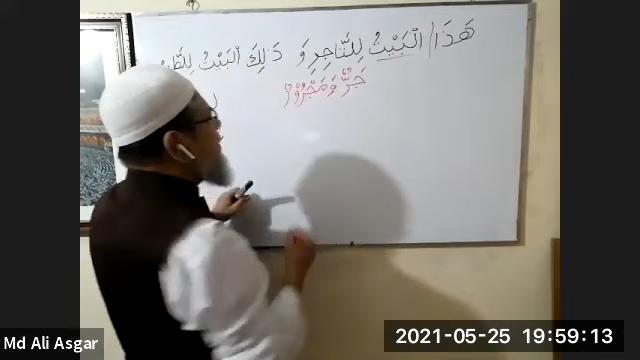 هَذَا / الْبَيْتُ لِلتَّاجِرِ وَ ذَلِكَ الْبَيْتُ
جَرٌّ وَ مَجْرُوْرٌ
Md Ali Asgar
2021-05-25 19:59:13